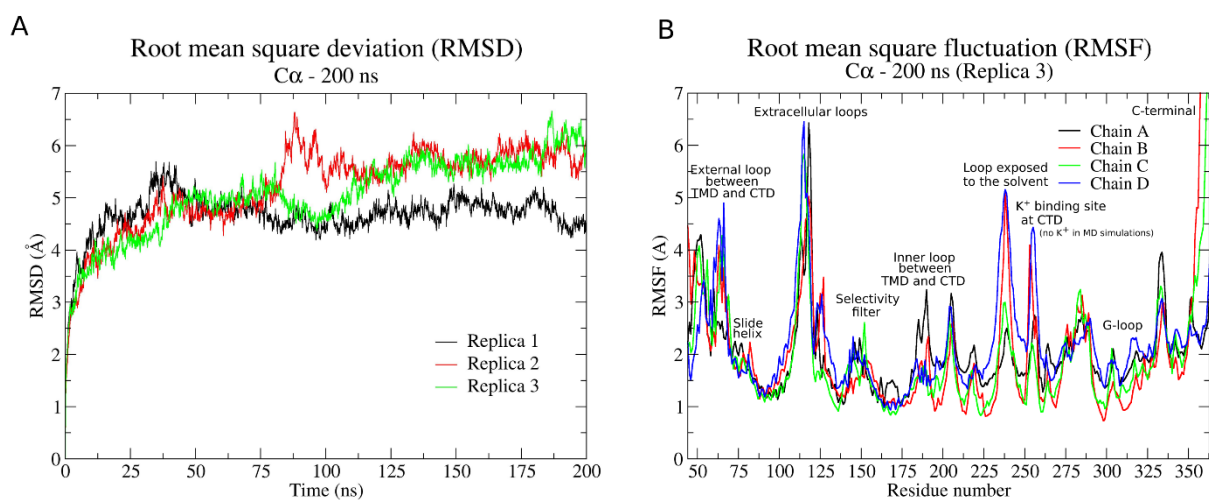 A
Root mean square deviation (RMSD)
Cα - 200 ns
RMSD (Å)
7
6
5
4
3
2
1
0
Replica 1
Replica 2
Replica 3
0 25 50 75 100 125 150 175 200
Time (ns)
B
Root mean square fluctuation (RMSF)
Cα - 200 ns (Replica 3)
RMSF (A)
7
6
5
4
3
2
1
0
Extracellular loops
C-terminal
Chain A
Chain B
Chain C
Chain D
External loop
between
TMD and CTD
Loop exposed
to the solvent
K⁺ binding site
at CTD
(no K⁺ in MD simulations)
Inner loop
between
TMD and CTD
Slide
helix
Selectivity
filter
G-loop
50 75 100 125 150 175 200 225 250 275 300 325 350
Residue number